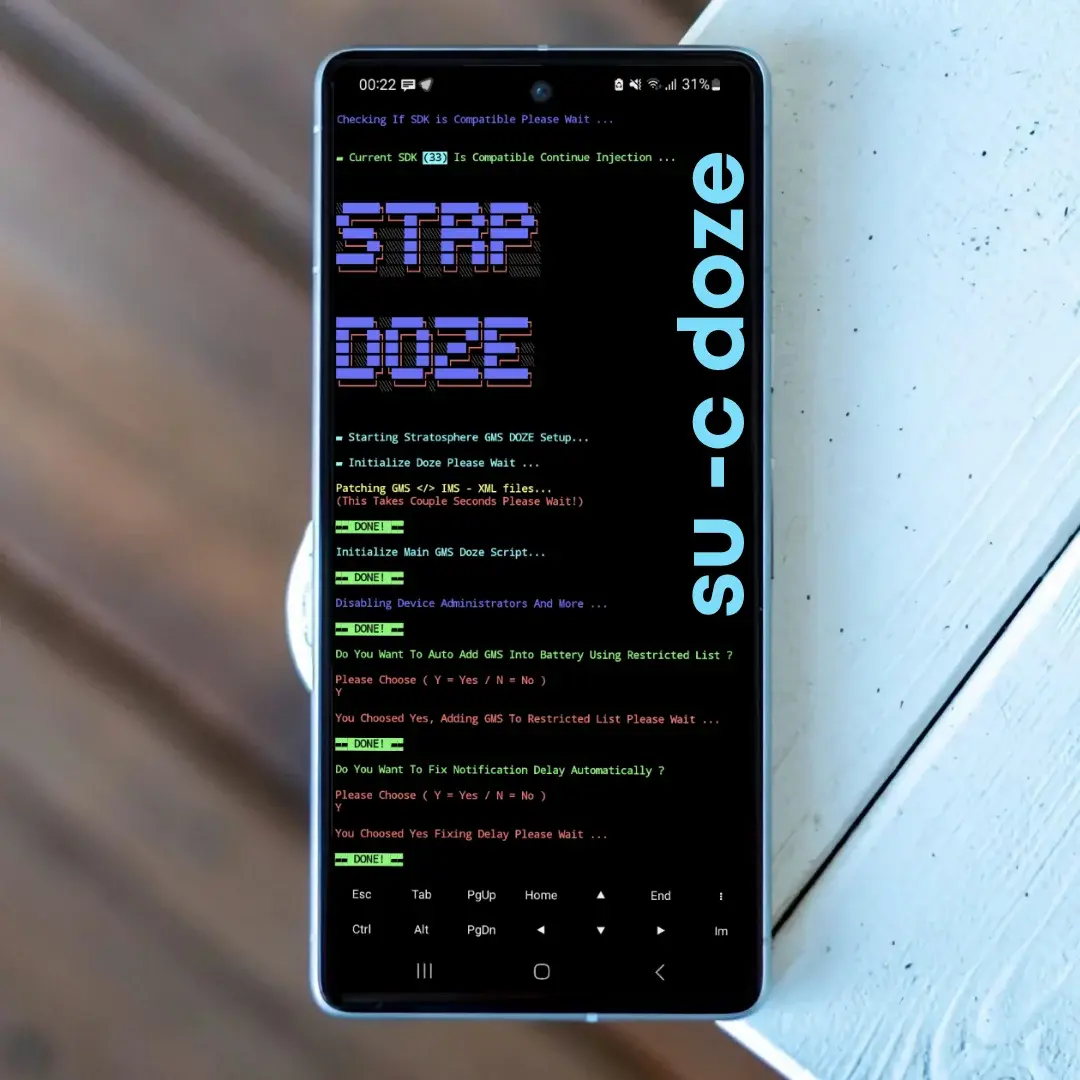 00:22 31%
Checking If SDK is Compatible Please Wait ...
Current SDK (33) Is Compatible Continue Injection ...
STRP
DOZE
Starting Stratosphere GMS DOZE Setup...
Initialize Doze Please Wait ...
Patching GMS </> IMS - XML files...
(This Takes Couple Seconds Please Wait!)
== DONE! ==
Initialize Main GMS Doze Script...
== DONE! ==
Disabling Device Administrators And More ...
== DONE! ==
Do You Want To Auto Add GMS Into Battery Using Restricted List ?
Please Choose ( Y = Yes / N = No )
Y
You Choosed Yes, Adding GMS To Restricted List Please Wait ...
== DONE! ==
Do You Want To Fix Notification Delay Automatically ?
Please Choose ( Y = Yes / N = No )
Y
You Choosed Yes Fixing Delay Please Wait ...
== DONE! ==
Esc Tab PgUp Home ▲ End ⋮
Ctrl Alt PgDn ◀ ▼ ▶ Im
su -c doze